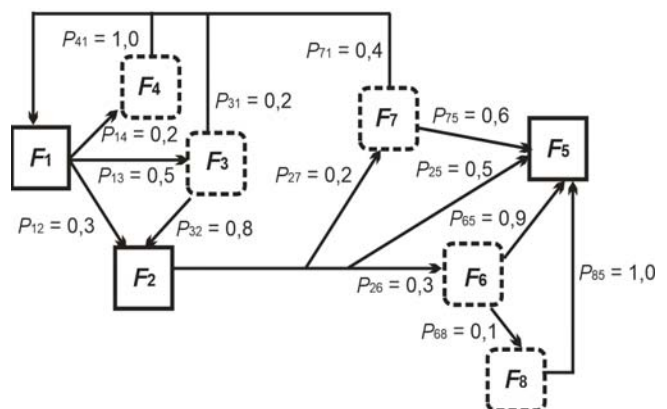 P41 = 1,0
P71 = 0,4
F4
P31 = 0,2
F7
P75 = 0,6
P14 = 0,2
F1
F3
F5
P13 = 0,5
P27 = 0,2
P25 = 0,5
P12 = 0,3
P32 = 0,8
P65 = 0,9
F2
F6
P26 = 0,3
P85 = 1,0
P68 = 0,1
F8